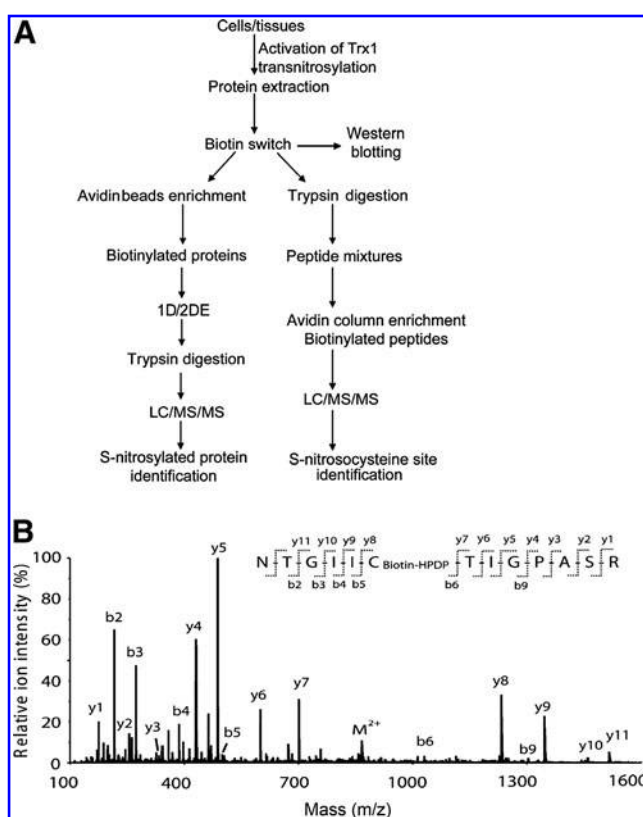 A
Cells/tissues
Activation of Trx1
transnitrosylation
Protein extraction
Biotin switch
Western
blotting
Avidin beads enrichment
Trypsin digestion
Biotinylated proteins
Peptide mixtures
1D/2DE
Avidin column enrichment
Biotinylated peptides
Trypsin digestion
LC/MS/MS
LC/MS/MS
S-nitrosylated protein
identification
S-nitrosocysteine site
identification
B
y11 y10 y9 y8 y7 y6 y5 y4 y3 y2 y1
N T G I I C Biotin-HPDP T I G P A S R
b2 b3 b4 b5 b6 b9
Relative ion intensity (%)
100
80
60
40
20
0
y1 b2 y2 b3 y3 b4 y4 y5 b5 y6 y7 M2+ b6 y8 b9 y9 y10 y11
100 400 700 1000 1300 1600
Mass (m/z)